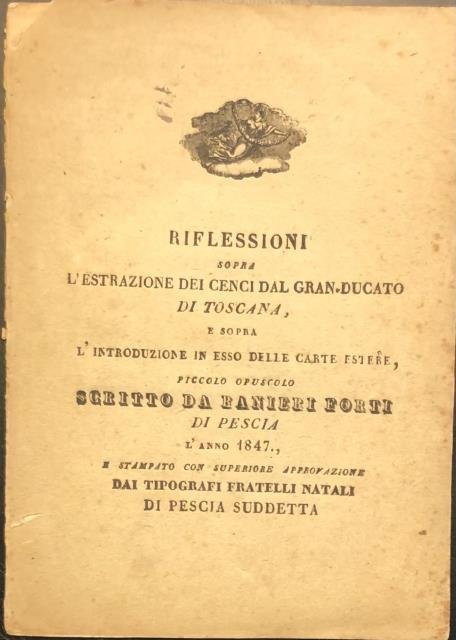 RIFLESSIONI
SOPRA
L'ESTRAZIONE DEI CENCI DAL GRAN-DUCATO
DI TOSCANA,
E SOPRA
L'INTRODUZIONE IN ESSO DELLE CARTE ESTERE,
PICCOLO OPUSCOLO
SCRITTO DA RANIERI FORTI
DI PESCIA
L'ANNO 1847.,
E STAMPATO CON SUPERIORE APPROVAZIONE
DAI TIPOGRAFI FRATELLI NATALI
DI PESCIA SUDDETTA